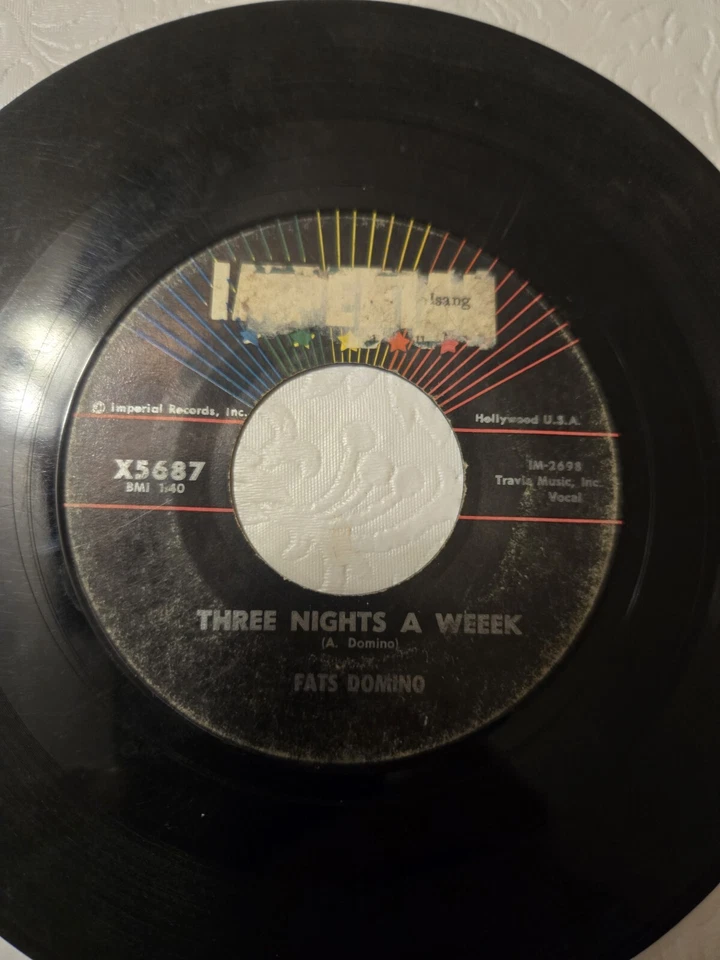 lsang
℗ Imperial Records, Inc.
Hollywood U.S.A.
X5687
BMI 1:40
IM-2698
Travis Music, Inc.
Vocal
THREE NIGHTS A WEEEK
(A. Domino)
FATS DOMINO